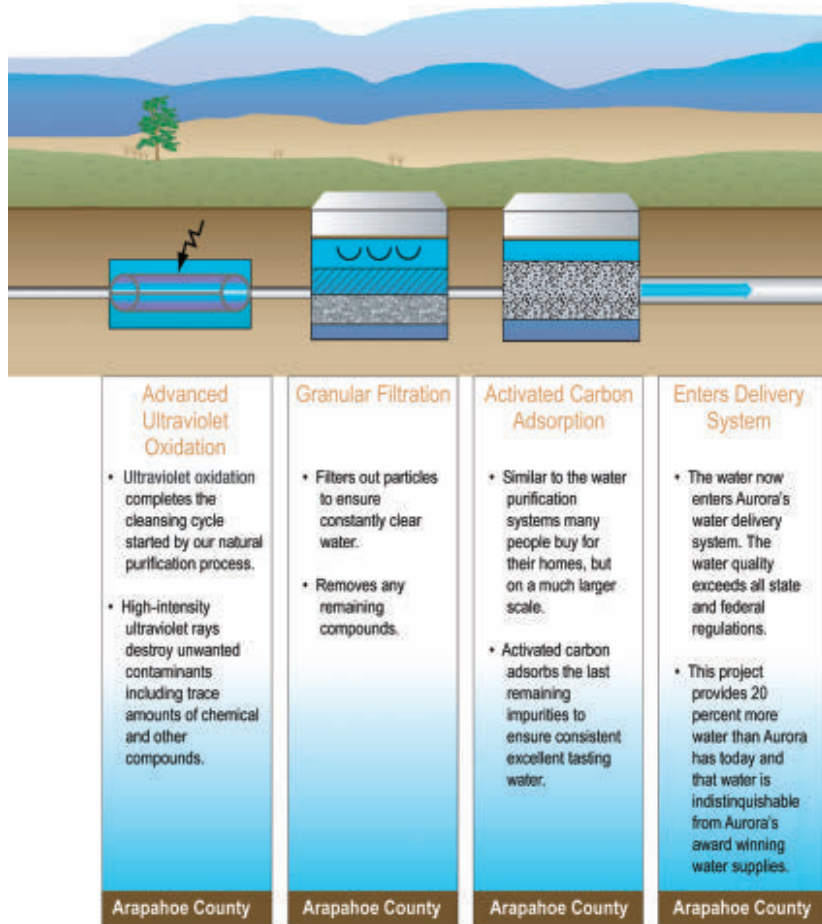 Advanced
Ultraviolet
Oxidation
• Ultraviolet oxidation
completes the
cleansing cycle
started by our natural
purification process.
• High-intensity
ultraviolet rays
destroy unwanted
contaminants
including trace
amounts of chemical
and other
compounds.
Arapahoe County
Granular Filtration
• Filters out particles
to ensure
constantly clear
water.
• Removes any
remaining
compounds.
Arapahoe County
Activated Carbon
Adsorption
• Similar to the water
purification
systems many
people buy for
their homes, but
on a much larger
scale.
• Activated carbon
adsorbs the last
remaining
impurities to
ensure consistent
excellent tasting
water.
Arapahoe County
Enters Delivery
System
• The water now
enters Aurora's
water delivery
system. The
water quality
exceeds all state
and federal
regulations.
• This project
provides 20
percent more
water than Aurora
has today and
that water is
indistinquishable
from Aurora's
award winning
water supplies.
Arapahoe County